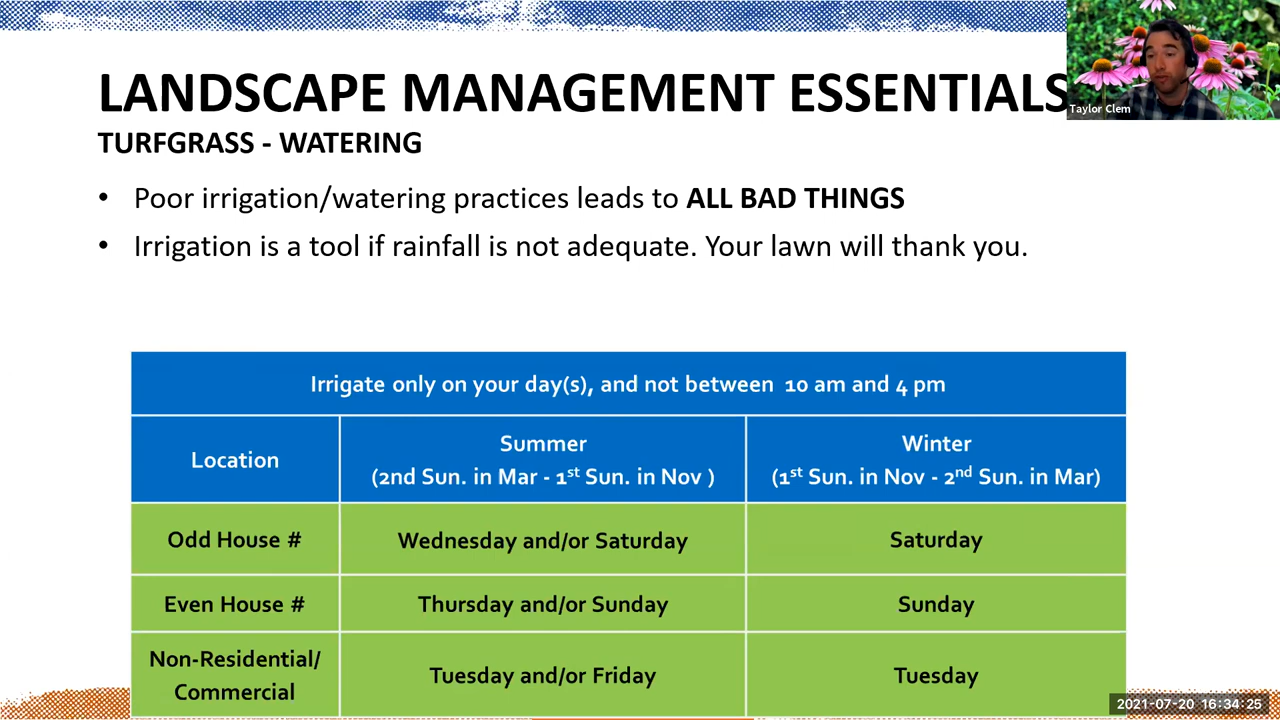 LANDSCAPE MANAGEMENT ESSENTIALS
Taylor Clem
TURFGRASS - WATERING
• Poor irrigation/watering practices leads to ALL BAD THINGS
• Irrigation is a tool if rainfall is not adequate. Your lawn will thank you.
Irrigate only on your day(s), and not between 10 am and 4 pm
Location
Summer
(2nd Sun. in Mar - 1st Sun. in Nov )
Winter
(1st Sun. in Nov - 2nd Sun. in Mar)
Odd House #
Wednesday and/or Saturday
Saturday
Even House #
Thursday and/or Sunday
Sunday
Non-Residential/
Commercial
Tuesday and/or Friday
Tuesday
2021-07-20 16:34:25